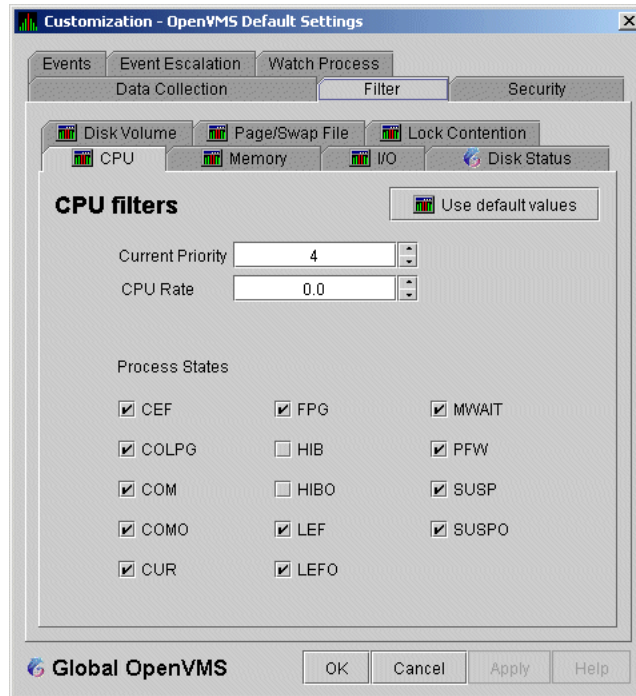 Customization - OpenVMS Default Settings
Events Event Escalation Watch Process
Data Collection Filter Security
Disk Volume Page/Swap File Lock Contention
CPU Memory I/O Disk Status
CPU filters Use default values
Current Priority 4
CPU Rate 0.0
Process States
CEF FPG MWAIT
COLPG HIB PFW
COM HIBO SUSP
COMO LEF SUSPO
CUR LEFO
Global OpenVMS OK Cancel Apply Help